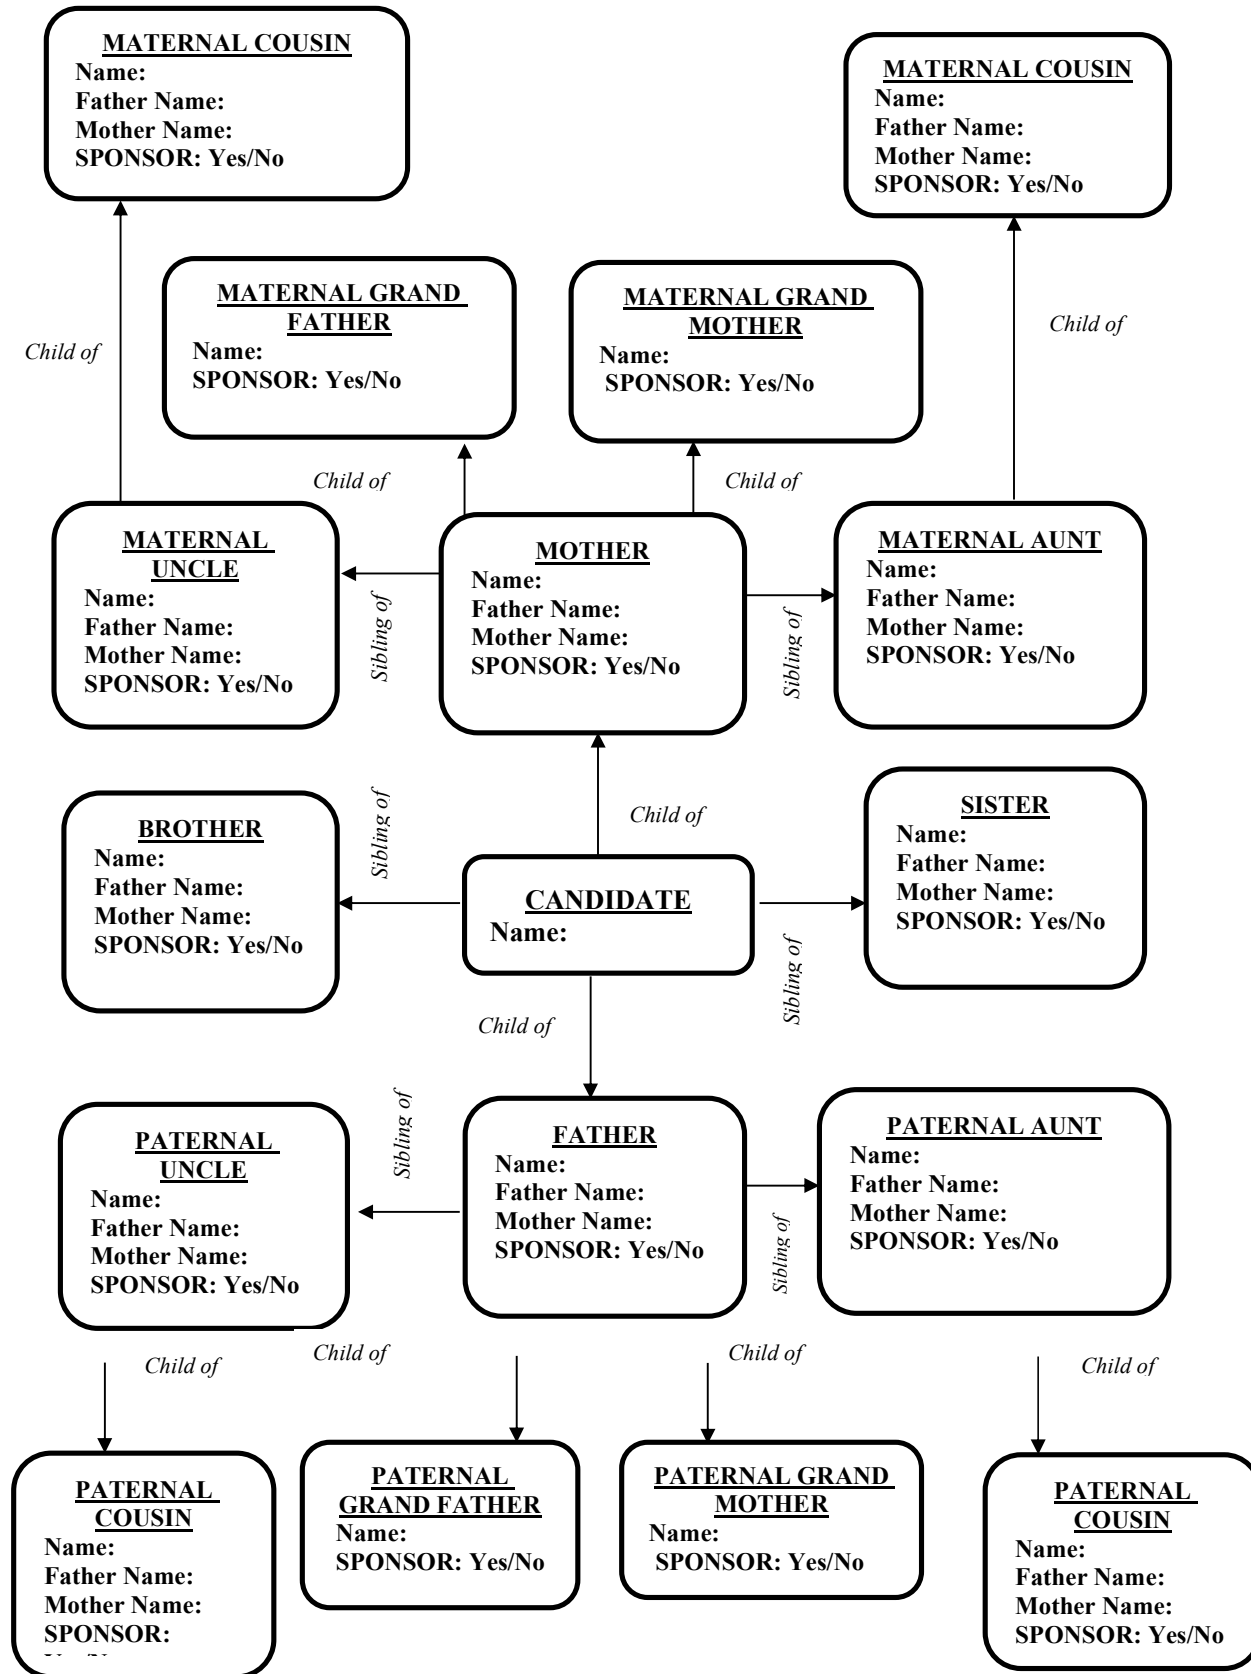 MATERNAL COUSIN
Name:
Father Name:
Mother Name:
SPONSOR: Yes/No
MATERNAL COUSIN
Name:
Father Name:
Mother Name:
SPONSOR: Yes/No
MATERNAL GRAND
FATHER
Name:
SPONSOR: Yes/No
MATERNAL GRAND
MOTHER
Name:
SPONSOR: Yes/No
Child of
Child of
Child of
Child of
MATERNAL
UNCLE
Name:
Father Name:
Mother Name:
SPONSOR: Yes/No
Sibling of
MOTHER
Name:
Father Name:
Mother Name:
SPONSOR: Yes/No
Sibling of
MATERNAL AUNT
Name:
Father Name:
Mother Name:
SPONSOR: Yes/No
BROTHER
Name:
Father Name:
Mother Name:
SPONSOR: Yes/No
Sibling of
Child of
CANDIDATE
Name:
Sibling of
SISTER
Name:
Father Name:
Mother Name:
SPONSOR: Yes/No
Child of
PATERNAL
UNCLE
Name:
Father Name:
Mother Name:
SPONSOR: Yes/No
Sibling of
FATHER
Name:
Father Name:
Mother Name:
SPONSOR: Yes/No
Sibling of
PATERNAL AUNT
Name:
Father Name:
Mother Name:
SPONSOR: Yes/No
Child of
Child of
Child of
Child of
PATERNAL
COUSIN
Name:
Father Name:
Mother Name:
SPONSOR:
PATERNAL
GRAND FATHER
Name:
SPONSOR: Yes/No
PATERNAL GRAND
MOTHER
Name:
SPONSOR: Yes/No
PATERNAL
COUSIN
Name:
Father Name:
Mother Name:
SPONSOR: Yes/No